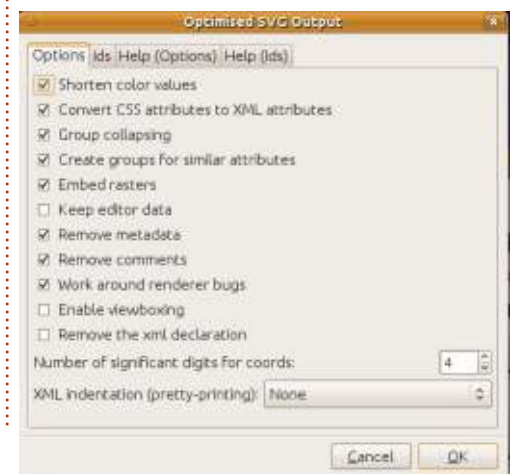 Optimised SVG Output
Options Ids Help (Options) Help (Ids)
Shorten color values
Convert CSS attributes to XML attributes
Group collapsing
Create groups for similar attributes
Embed rasters
Keep editor data
Remove metadata
Remove comments
Work around renderer bugs
Enable viewboxing
Remove the xml declaration
Number of significant digits for coords: 4
XML indentation (pretty-printing): None
Cancel OK